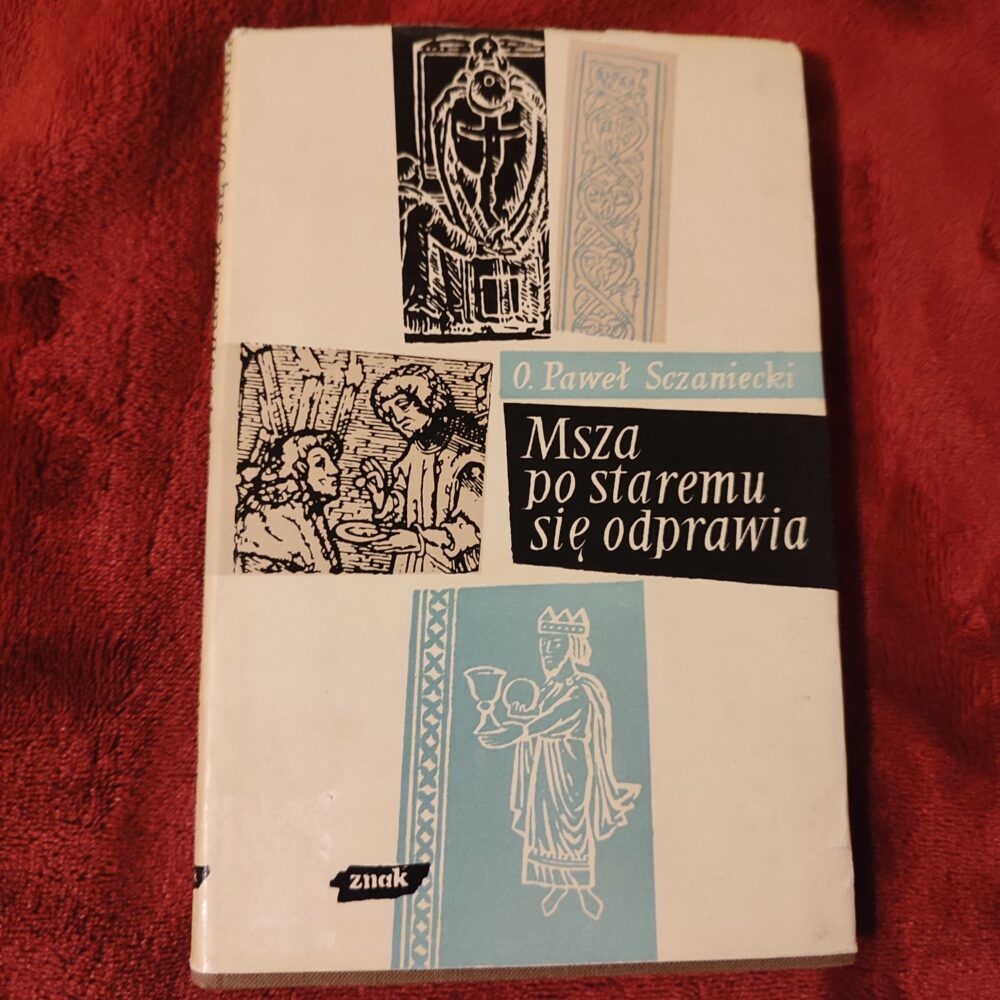 O. Paweł Sczaniecki
Msza
po staremu
się odprawia
znak